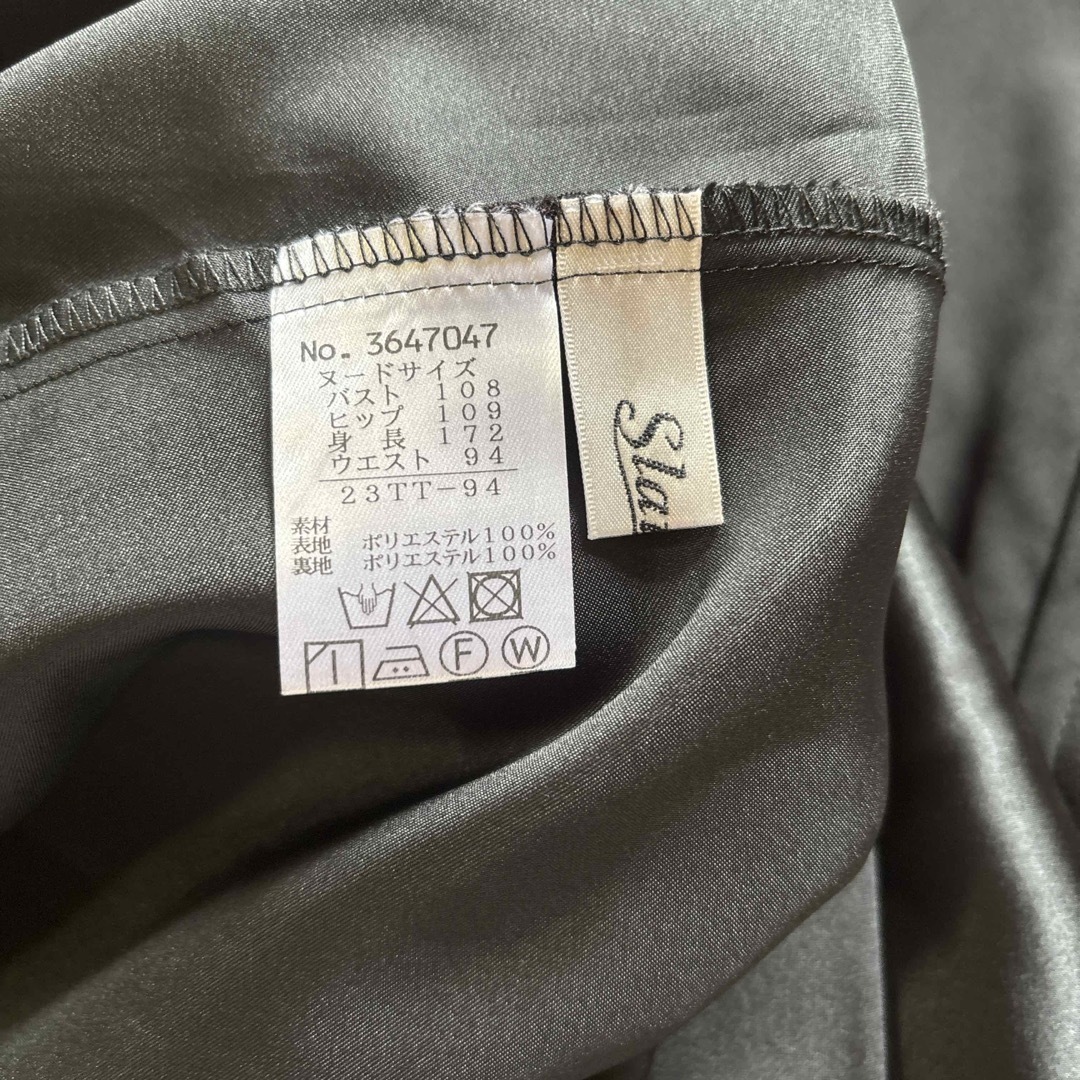 No. 3647047
ヌードサイズ
バスト 108
ヒップ 109
身長 172
ウエスト 94
23TT-94
素材
表地 ポリエステル100%
裏地 ポリエステル100%
F W